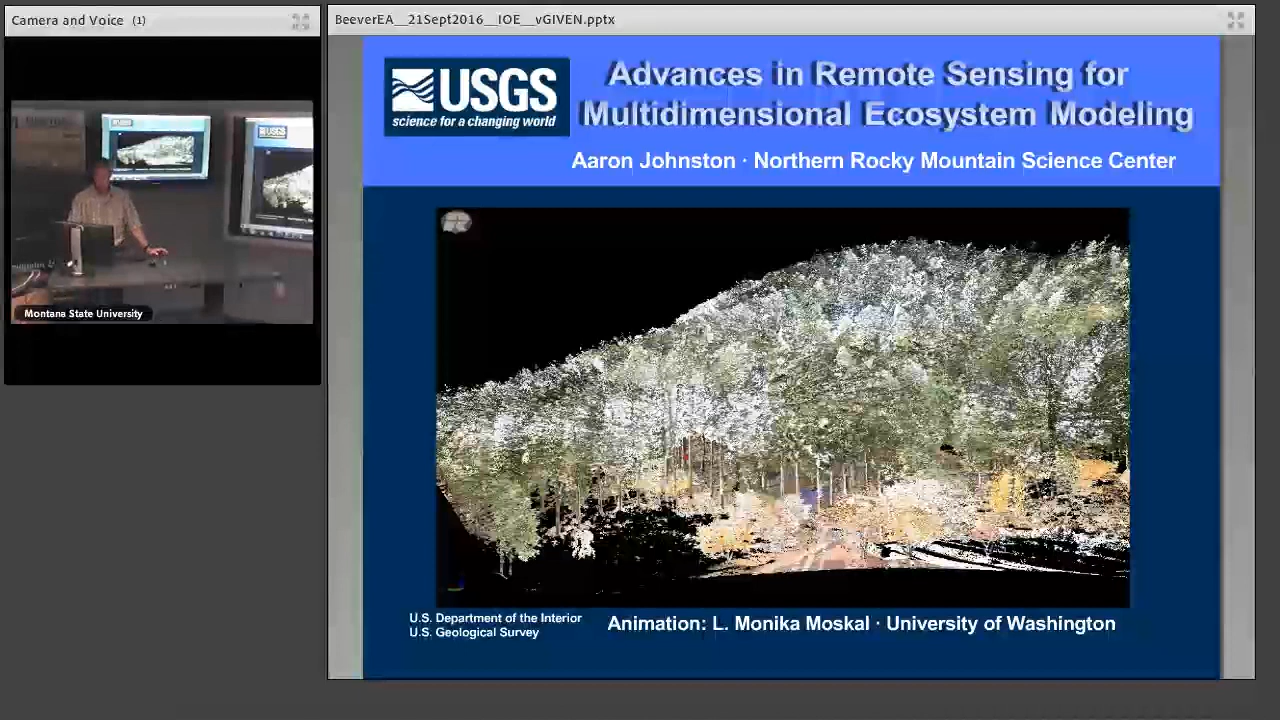 Camera and Voice (1)
BeeverEA__21Sept2016__IOE__vGIVEN.pptx
USGS
science for a changing world
Advances in Remote Sensing for
Multidimensional Ecosystem Modeling
Aaron Johnston · Northern Rocky Mountain Science Center
USGS
Montana State University
U.S. Department of the Interior
U.S. Geological Survey
Animation: L. Monika Moskal · University of Washington